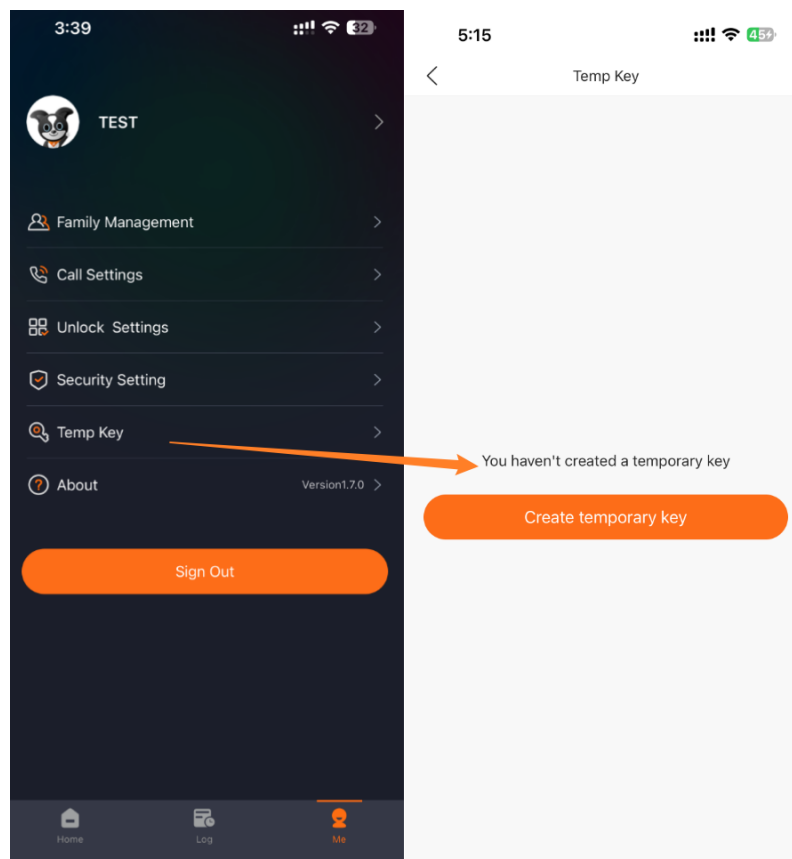 3:39
32
TEST
Family Management
Call Settings
Unlock Settings
Security Setting
Temp Key
About
Version1.7.0
Sign Out
Home
Log
Me
5:15
45
Temp Key
You haven't created a temporary key
Create temporary key